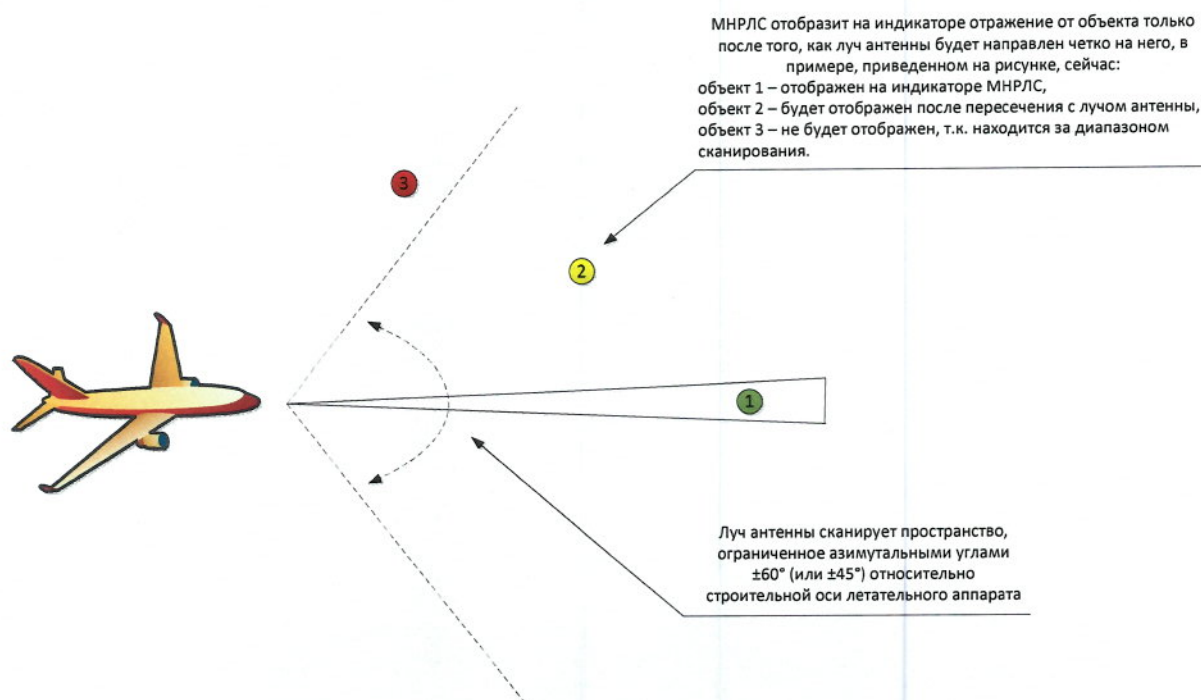 МНРЛС отобразит на индикаторе отражение от объекта только
после того, как луч антенны будет направлен четко на него, в
примере, приведенном на рисунке, сейчас:
объект 1 – отображен на индикаторе МНРЛС,
объект 2 – будет отображен после пересечения с лучом антенны,
объект 3 – не будет отображен, т.к. находится за диапазоном
сканирования.
3
2
1
Луч антенны сканирует пространство,
ограниченное азимутальными углами
±60° (или ±45°) относительно
строительной оси летательного аппарата